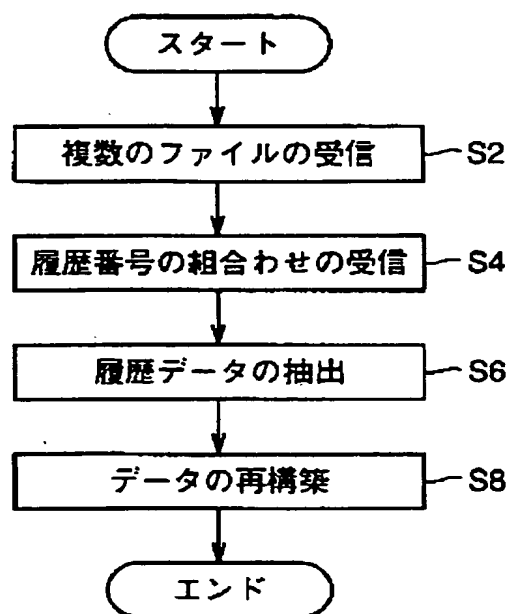 スタート
複数のファイルの受信 S2
履歴番号の組合わせの受信 S4
履歴データの抽出 S6
データの再構築 S8
エンド